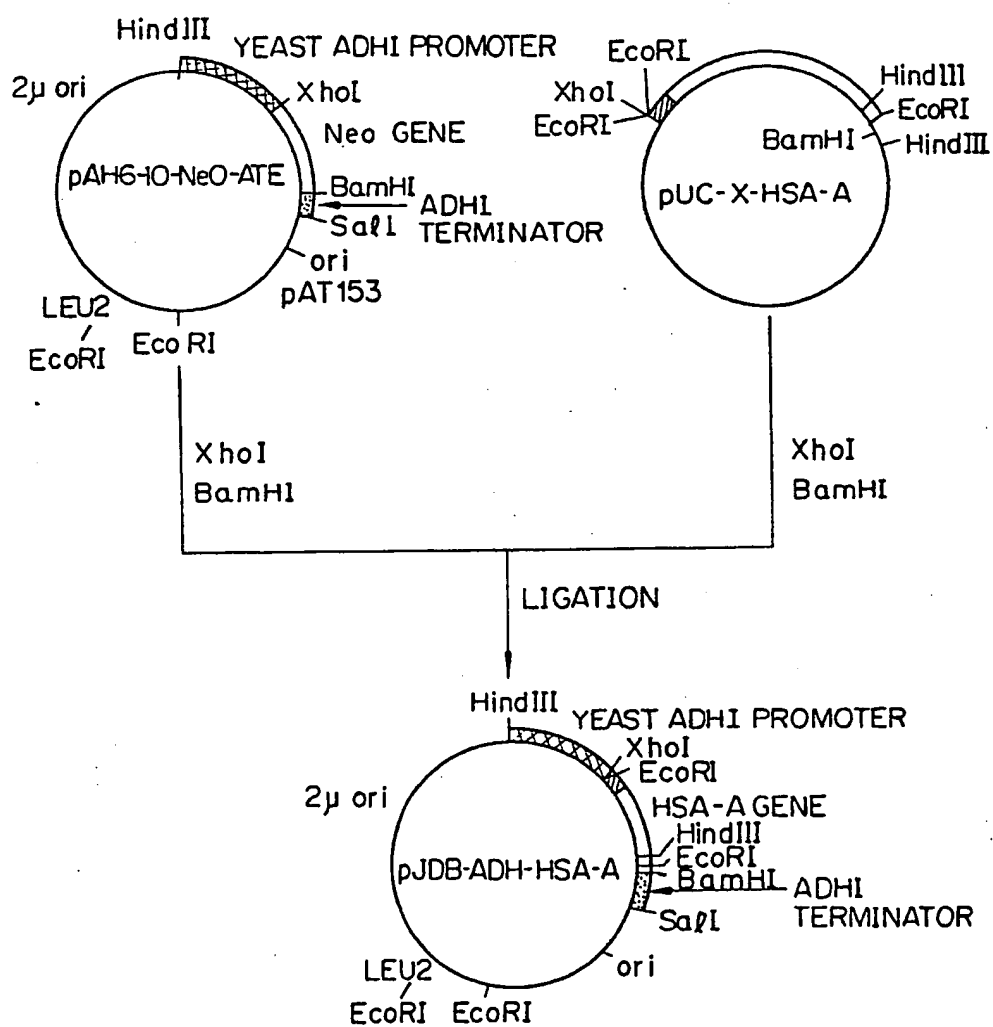 HindIII
YEAST ADHI PROMOTER
2μ ori
XhoI
Neo GENE
pAH6-10-NeO-ATE
BamHI
ADHI
TERMINATOR
SalI
ori
pAT153
LEU2
EcoRI
EcoRI
EcoRI
XhoI
EcoRI
HindIII
EcoRI
BamHI
HindIII
pUC-X-HSA-A
XhoI
BamHI
XhoI
BamHI
LIGATION
HindIII
YEAST ADHI PROMOTER
XhoI
EcoRI
2μ ori
HSA-A GENE
HindIII
EcoRI
BamHI
pJDB-ADH-HSA-A
ADHI
TERMINATOR
SalI
ori
LEU2
EcoRI
EcoRI